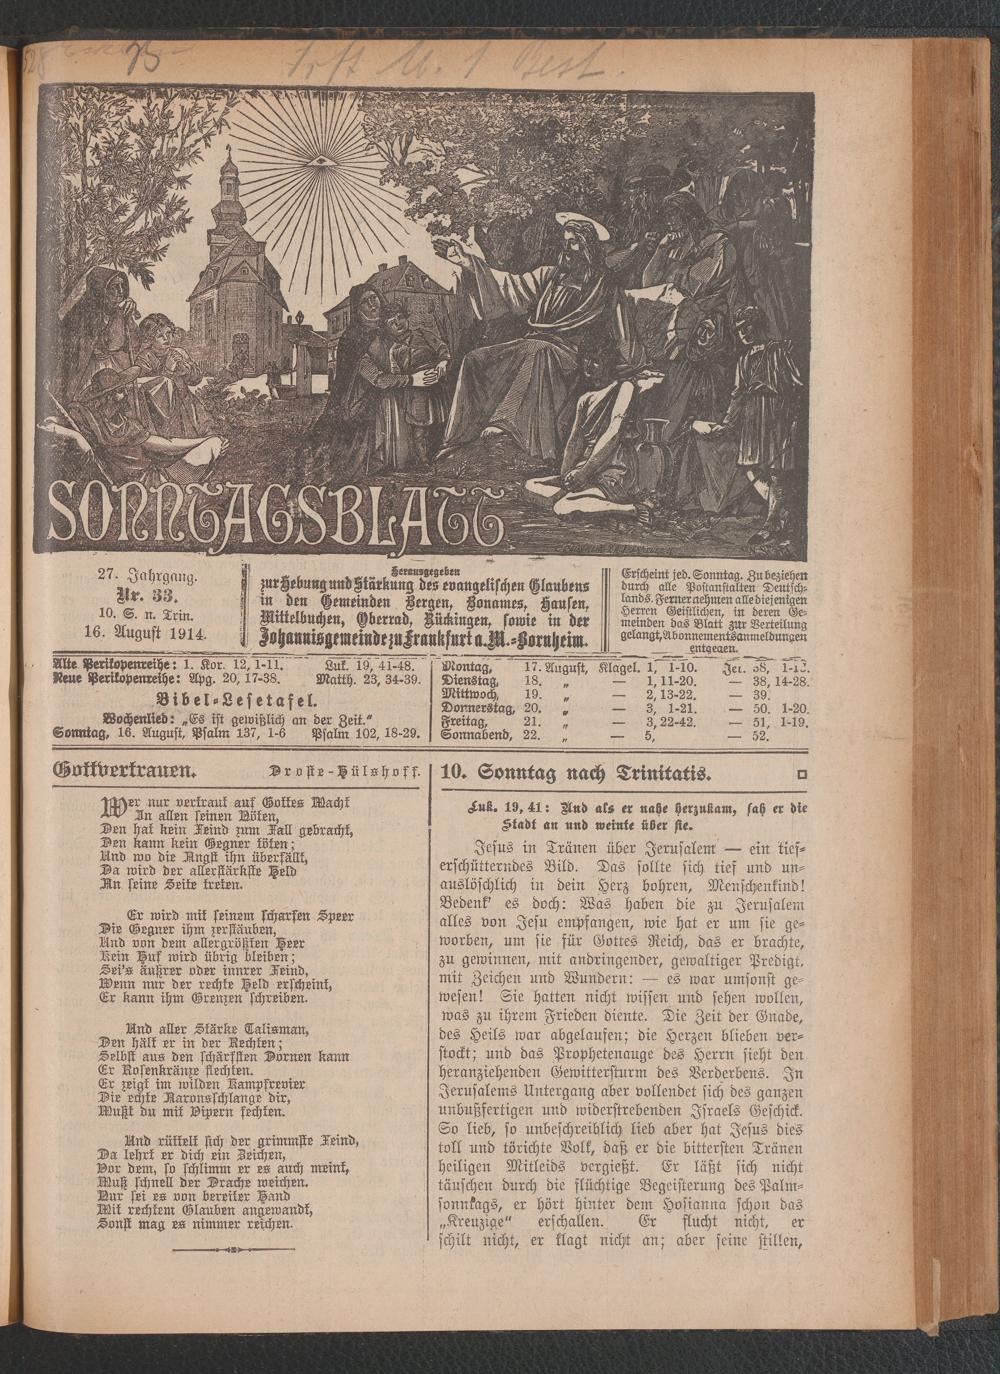 SONNTAGSBLATT
27. Jahrgang.
Nr. 33.
10. S. n. Trin.
16. August 1914.
Herausgegeben
zur Hebung und Stärkung des evangelischen Glaubens
in den Gemeinden Bergen, Bonames, Hausen,
Mittelbuchen, Oberrad, Rückingen, sowie in der
Johannisgemeinde zu Frankfurt a. M.-Bornheim.
Erscheint jed. Sonntag. Zu beziehen
durch alle Postanstalten Deutsch-
lands. Ferner nehmen alle diejenigen
Herren Geistlichen, in deren Ge-
meinden das Blatt zur Verteilung
gelangt, Abonnementsanmeldungen
entgegen.
Alte Perikopenreihe: 1. Kor. 12, 1-11. Luk. 19, 41-48.
Neue Perikopenreihe: Apg. 20, 17-38. Matth. 23, 34-39.
Bibel-Lesetafel.
Wochenlied: „Es ist gewißlich an der Zeit.“
Sonntag, 16. August, Psalm 137, 1-6 Psalm 102, 18-29.
Montag, 17. August, Klagel. 1, 1-10. Jes. 38, 1-13.
Dienstag, 18. „ — 1, 11-20. — 38, 14-28.
Mittwoch, 19. „ — 2, 13-22. — 39.
Donnerstag, 20. „ — 3, 1-21. — 50. 1-20.
Freitag, 21. „ — 3, 22-42. — 51, 1-19.
Sonnabend, 22. „ — 5, — 52.
Gottvertrauen. Droste-Hülshoff.
Wer nur vertraut auf Gottes Macht
In allen seinen Nöten,
Den hat kein Feind zum Fall gebracht,
Den kann kein Gegner töten;
Und wo die Angst ihn überfällt,
Da wird der allerstärkste Held
An seine Seite treten.
Er wird mit seinem scharfen Speer
Die Gegner ihm zerstäuben,
Und von dem allergrößten Heer
Kein Huf wird übrig bleiben;
Sei's äußrer oder innrer Feind,
Wenn nur der rechte Held erscheint,
Er kann ihm Grenzen schreiben.
Und aller Stärke Talisman,
Den hält er in der Rechten;
Selbst aus den schärfsten Dornen kann
Er Rosenkränze flechten.
Er zeigt im wilden Kampfrevier
Die echte Aaronsschlange dir,
Mußt du mit Vipern fechten.
Und rüttelt sich der grimmste Feind,
Da lehrt er dich ein Zeichen,
Vor dem, so schlimm er es auch meint,
Muß schnell der Drache weichen.
Nur sei es von bereiter Hand
Mit rechtem Glauben angewandt,
Sonst mag es nimmer reichen.
10. Sonntag nach Trinitatis.
Luk. 19, 41: Und als er nahe herzukam, sah er die
Stadt an und weinte über sie.
Jesus in Tränen über Jerusalem — ein tief-
erschütterndes Bild. Das sollte sich tief und un-
auslöschlich in dein Herz bohren, Menschenkind!
Bedenk' es doch: Was haben die zu Jerusalem
alles von Jesu empfangen, wie hat er um sie ge-
worben, um sie für Gottes Reich, das er brachte,
zu gewinnen, mit andringender, gewaltiger Predigt.
mit Zeichen und Wundern: — es war umsonst ge-
wesen! Sie hatten nicht wissen und sehen wollen,
was zu ihrem Frieden diente. Die Zeit der Gnade,
des Heils war abgelaufen; die Herzen blieben ver-
stockt; und das Prophetenauge des Herrn sieht den
heranziehenden Gewittersturm des Verderbens. In
Jerusalems Untergang aber vollendet sich des ganzen
unbußfertigen und widerstrebenden Israels Geschick.
So lieb, so unbeschreiblich lieb aber hat Jesus dies
toll und törichte Volk, daß er die bittersten Tränen
heiligen Mitleids vergießt. Er läßt sich nicht
täuschen durch die flüchtige Begeisterung des Palm-
sonntags, er hört hinter dem Hosianna schon das
„Kreuzige“ erschallen. Er flucht nicht, er
schilt nicht, er klagt nicht an; aber seine stillen,